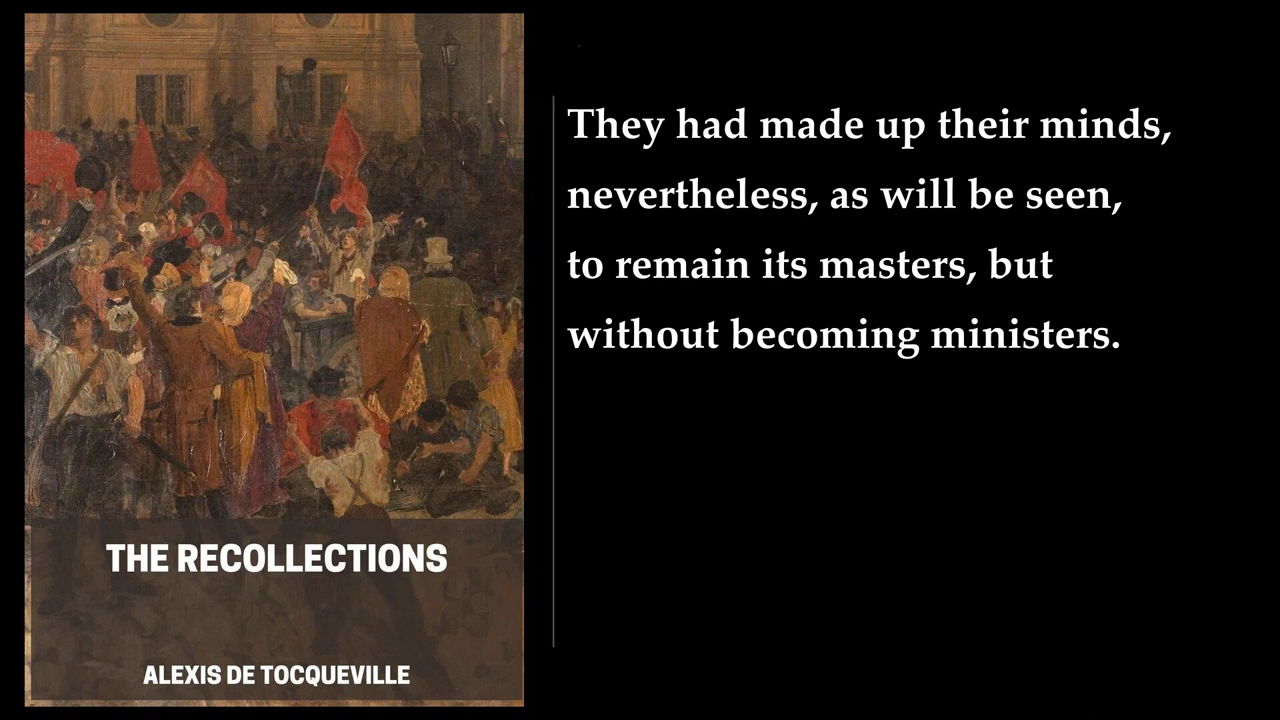 They had made up their minds,
nevertheless, as will be seen,
to remain its masters, but
without becoming ministers.
THE RECOLLECTIONS
ALEXIS DE TOCQUEVILLE